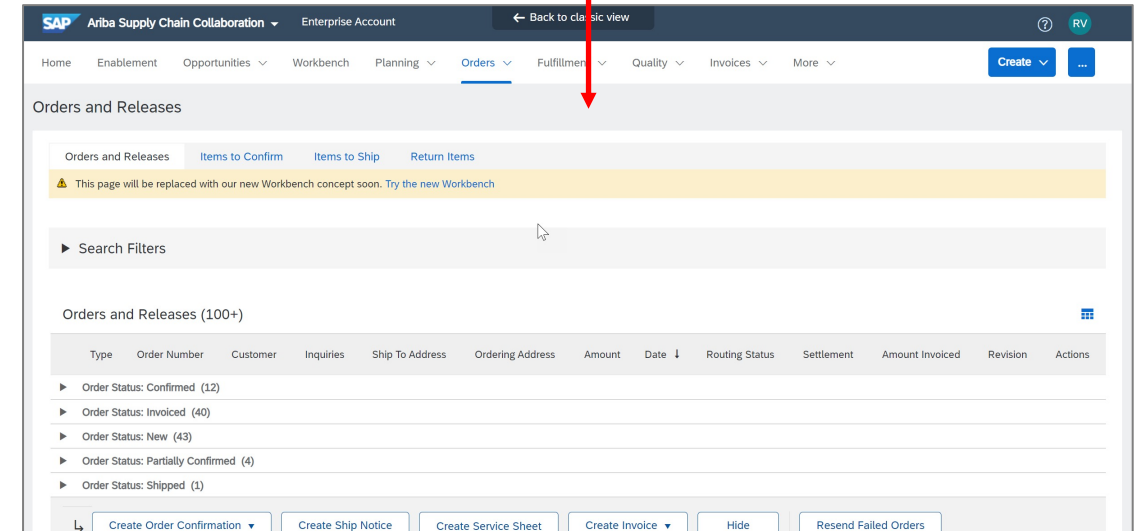 SAP Ariba Supply Chain Collaboration Enterprise Account ← Back to classic view ? RV
Home Enablement Opportunities Workbench Planning Orders Fulfillment Quality Invoices More Create ...
Orders and Releases
Orders and Releases Items to Confirm Items to Ship Return Items
This page will be replaced with our new Workbench concept soon. Try the new Workbench
Search Filters
Orders and Releases (100+)
Type Order Number Customer Inquiries Ship To Address Ordering Address Amount Date ↓ Routing Status Settlement Amount Invoiced Revision Actions
Order Status: Confirmed (12)
Order Status: Invoiced (40)
Order Status: New (43)
Order Status: Partially Confirmed (4)
Order Status: Shipped (1)
Create Order Confirmation Create Ship Notice Create Service Sheet Create Invoice Hide Resend Failed Orders